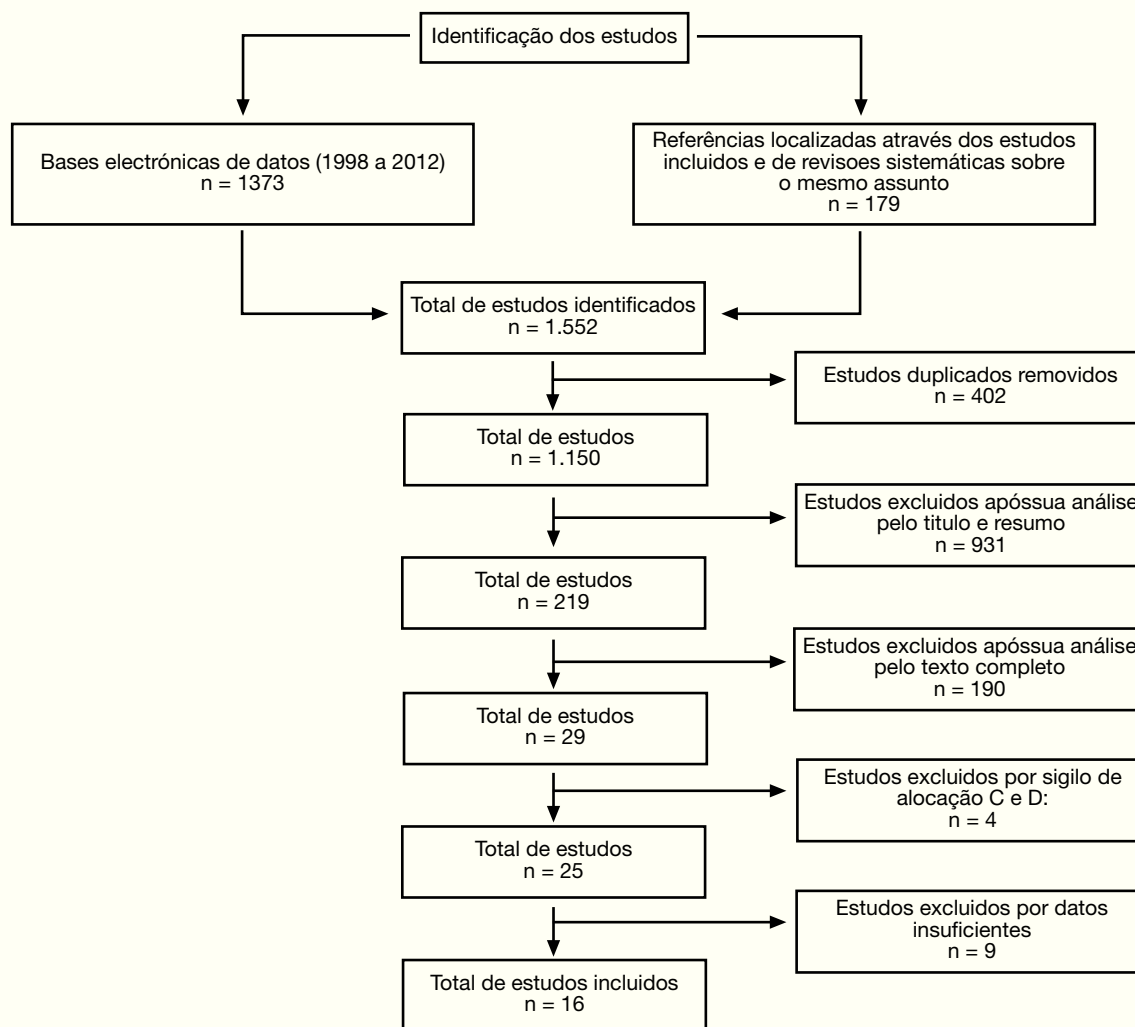 Identificação dos estudos
Bases electrónicas de datos (1998 a 2012)
n = 1373
Referências localizadas através dos estudos
incluidos e de revisoes sistemáticas sobre
o mesmo assunto
n = 179
Total de estudos identificados
n = 1.552
Estudos duplicados removidos
n = 402
Total de estudos
n = 1.150
Estudos excluidos apóssua análise
pelo titulo e resumo
n = 931
Total de estudos
n = 219
Estudos excluidos apóssua análise
pelo texto completo
n = 190
Total de estudos
n = 29
Estudos excluidos por sigilo de
alocação C e D:
n = 4
Total de estudos
n = 25
Estudos excluidos por datos
insuficientes
n = 9
Total de estudos incluidos
n = 16